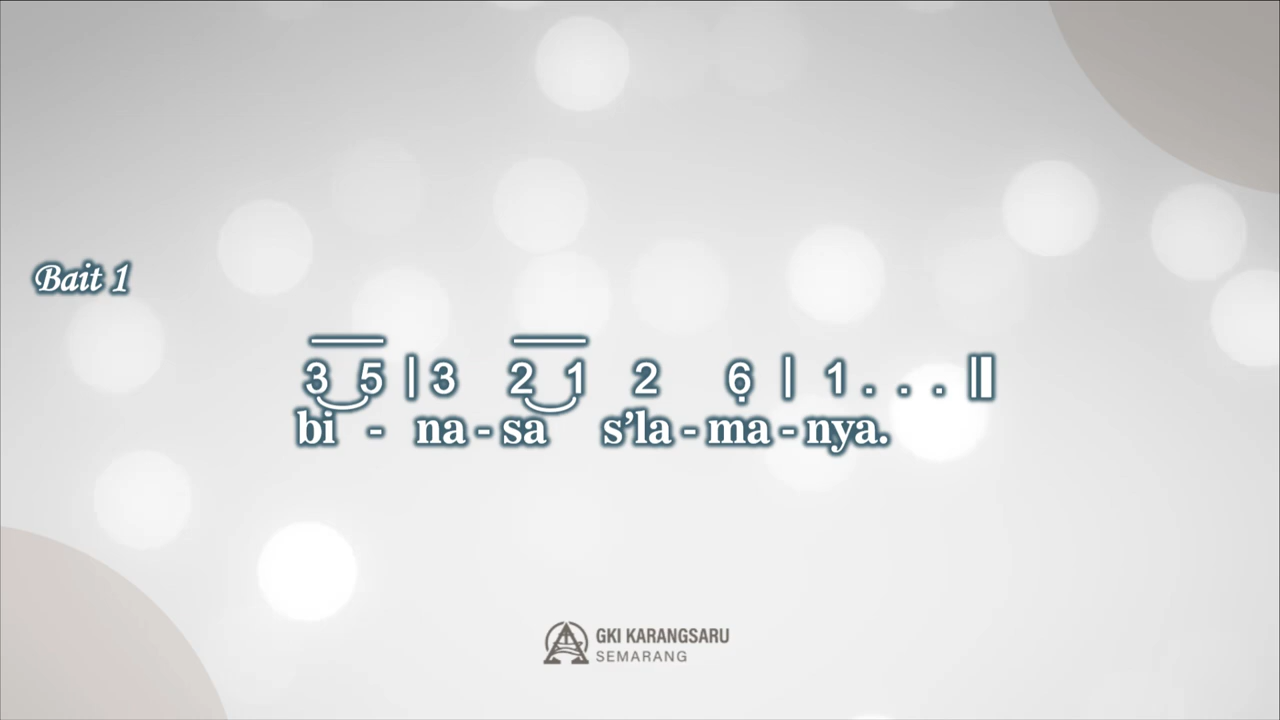 Bait 1
3 5 | 3 2 1 2 6̣ | 1 . . . ||
bi - na - sa s’la - ma - nya.
GKI KARANGSARU
SEMARANG